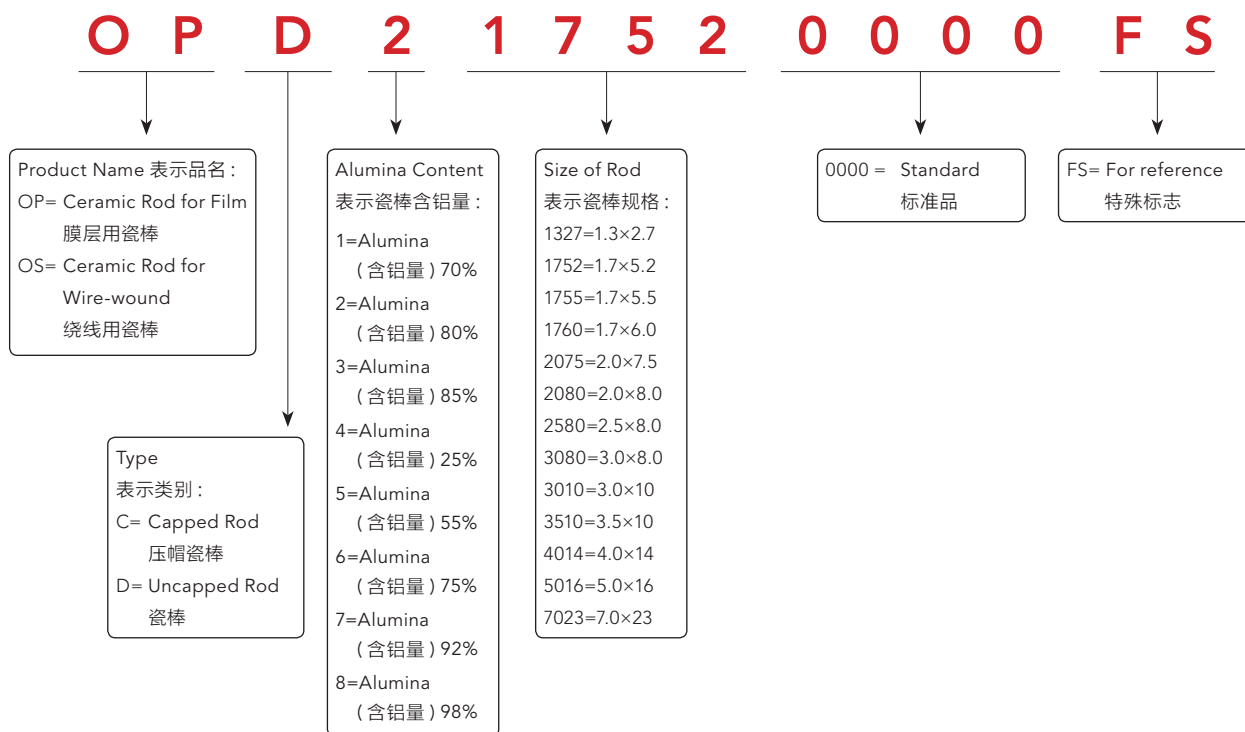 O P D 2 1 7 5 2 0 0 0 0 F S
Product Name 表示品名 :
OP= Ceramic Rod for Film
膜层用瓷棒
OS= Ceramic Rod for
Wire-wound
绕线用瓷棒
Type
表示类别 :
C= Capped Rod
压帽瓷棒
D= Uncapped Rod
瓷棒
Alumina Content
表示瓷棒含铝量 :
1=Alumina
( 含铝量 ) 70%
2=Alumina
( 含铝量 ) 80%
3=Alumina
( 含铝量 ) 85%
4=Alumina
( 含铝量 ) 25%
5=Alumina
( 含铝量 ) 55%
6=Alumina
( 含铝量 ) 75%
7=Alumina
( 含铝量 ) 92%
8=Alumina
( 含铝量 ) 98%
Size of Rod
表示瓷棒规格 :
1327=1.3×2.7
1752=1.7×5.2
1755=1.7×5.5
1760=1.7×6.0
2075=2.0×7.5
2080=2.0×8.0
2580=2.5×8.0
3080=3.0×8.0
3010=3.0×10
3510=3.5×10
4014=4.0×14
5016=5.0×16
7023=7.0×23
0000 = Standard
标准品
FS= For reference
特殊标志